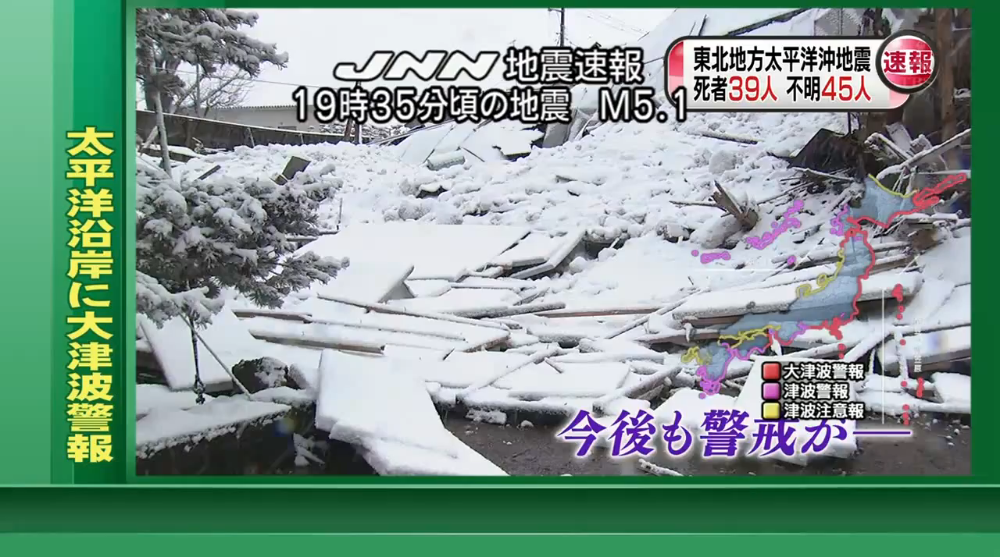 JNN 地震速報
19時35分頃の地震 M5.1
東北地方太平洋沖地震
死者39人 不明45人
速報
太平洋沿岸に大津波警報
大津波警報
津波警報
津波注意報
今後も警戒が――